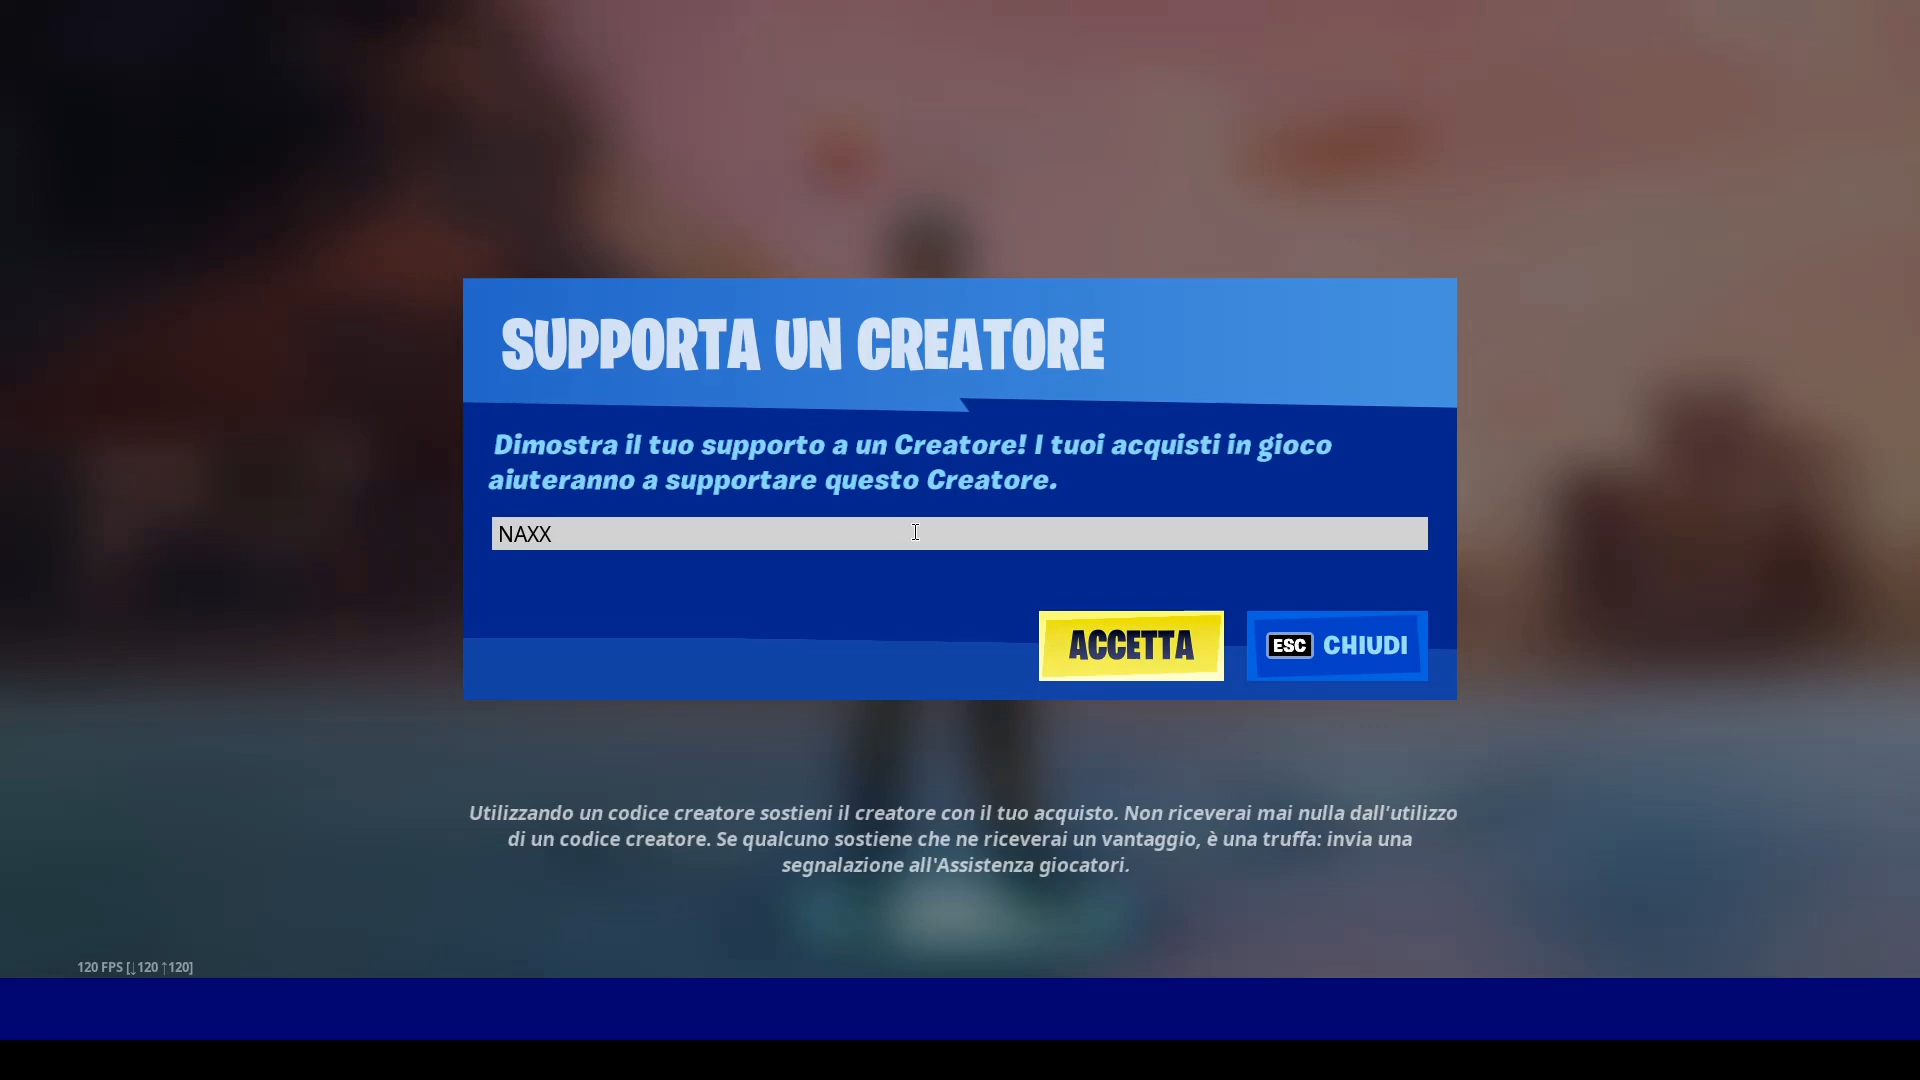 SUPPORTA UN CREATORE
Dimostra il tuo supporto a un Creatore! I tuoi acquisti in gioco
aiuteranno a supportare questo Creatore.
NAXX
ACCETTA
ESC CHIUDI
Utilizzando un codice creatore sostieni il creatore con il tuo acquisto. Non riceverai mai nulla dall'utilizzo
di un codice creatore. Se qualcuno sostiene che ne riceverai un vantaggio, è una truffa: invia una
segnalazione all'Assistenza giocatori.
120 FPS [↓120 ↑120]